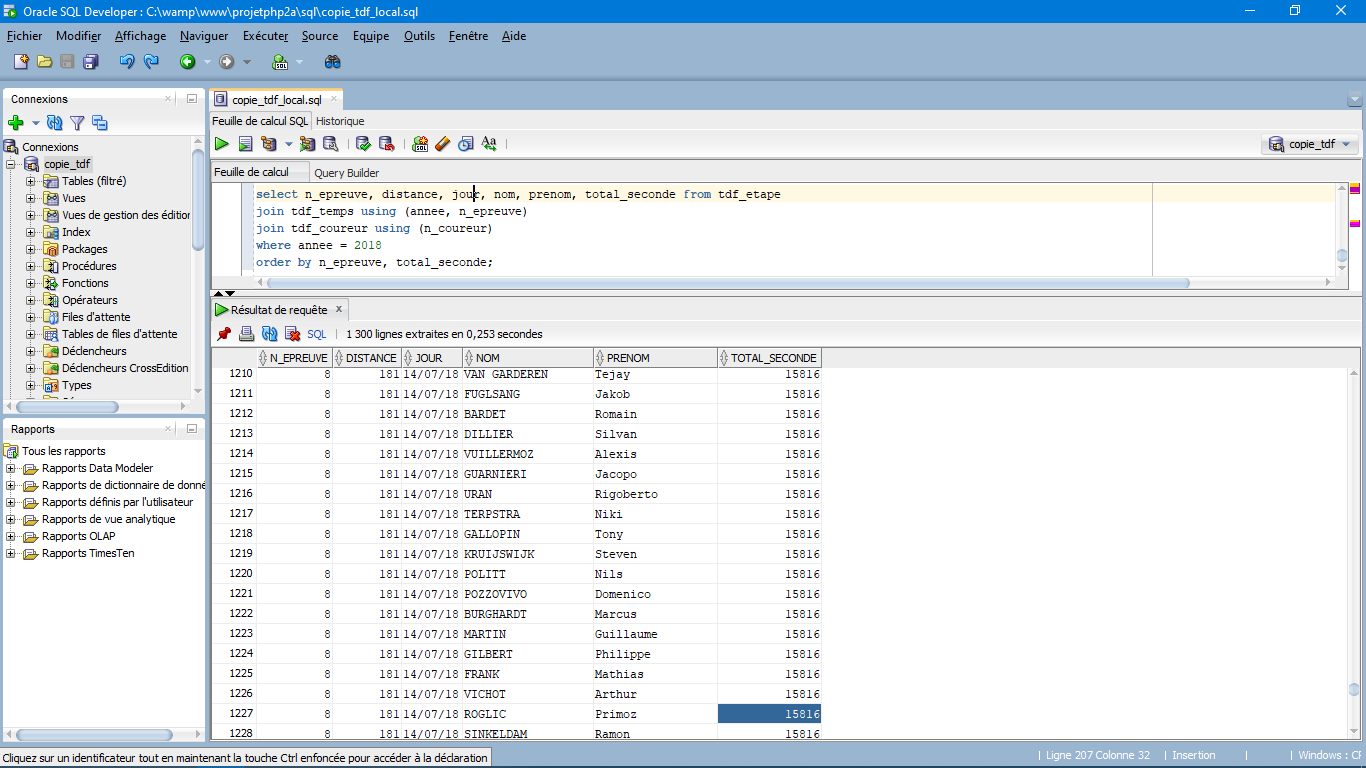 Oracle SQL Developer : C:\wamp\www\projetphp2a\sql\copie_tdf_local.sql
Fichier Modifier Affichage Naviguer Exécuter Source Equipe Outils Fenêtre Aide
Connexions
Connexions
copie_tdf
Tables (filtré)
Vues
Vues de gestion des édition
Index
Packages
Procédures
Fonctions
Opérateurs
Files d'attente
Tables de files d'attente
Déclencheurs
Déclencheurs CrossEdition
Types
Rapports
Tous les rapports
Rapports Data Modeler
Rapports de dictionnaire de donné
Rapports définis par l'utilisateur
Rapports de vue analytique
Rapports OLAP
Rapports TimesTen
copie_tdf_local.sql
Feuille de calcul SQL Historique
copie_tdf
Feuille de calcul Query Builder
select n_epreuve, distance, jour, nom, prenom, total_seconde from tdf_etape
join tdf_temps using (annee, n_epreuve)
join tdf_coureur using (n_coureur)
where annee = 2018
order by n_epreuve, total_seconde;
Résultat de requête x
SQL | 1 300 lignes extraites en 0,253 secondes
N_EPREUVE DISTANCE JOUR NOM PRENOM TOTAL_SECONDE
1210 8 181 14/07/18 VAN GARDEREN Tejay 15816
1211 8 181 14/07/18 FUGLSANG Jakob 15816
1212 8 181 14/07/18 BARDET Romain 15816
1213 8 181 14/07/18 DILLIER Silvan 15816
1214 8 181 14/07/18 VUILLERMOZ Alexis 15816
1215 8 181 14/07/18 GUARNIERI Jacopo 15816
1216 8 181 14/07/18 URAN Rigoberto 15816
1217 8 181 14/07/18 TERPSTRA Niki 15816
1218 8 181 14/07/18 GALLOPIN Tony 15816
1219 8 181 14/07/18 KRUIJSWIJK Steven 15816
1220 8 181 14/07/18 POLITT Nils 15816
1221 8 181 14/07/18 POZZOVIVO Domenico 15816
1222 8 181 14/07/18 BURGHARDT Marcus 15816
1223 8 181 14/07/18 MARTIN Guillaume 15816
1224 8 181 14/07/18 GILBERT Philippe 15816
1225 8 181 14/07/18 FRANK Mathias 15816
1226 8 181 14/07/18 VICHOT Arthur 15816
1227 8 181 14/07/18 ROGLIC Primoz 15816
1228 8 181 14/07/18 SINKELDAM Ramon 15816
Cliquez sur un identificateur tout en maintenant la touche Ctrl enfoncée pour accéder à la déclaration
| Ligne 207 Colonne 32 | Insertion | | Windows : CF